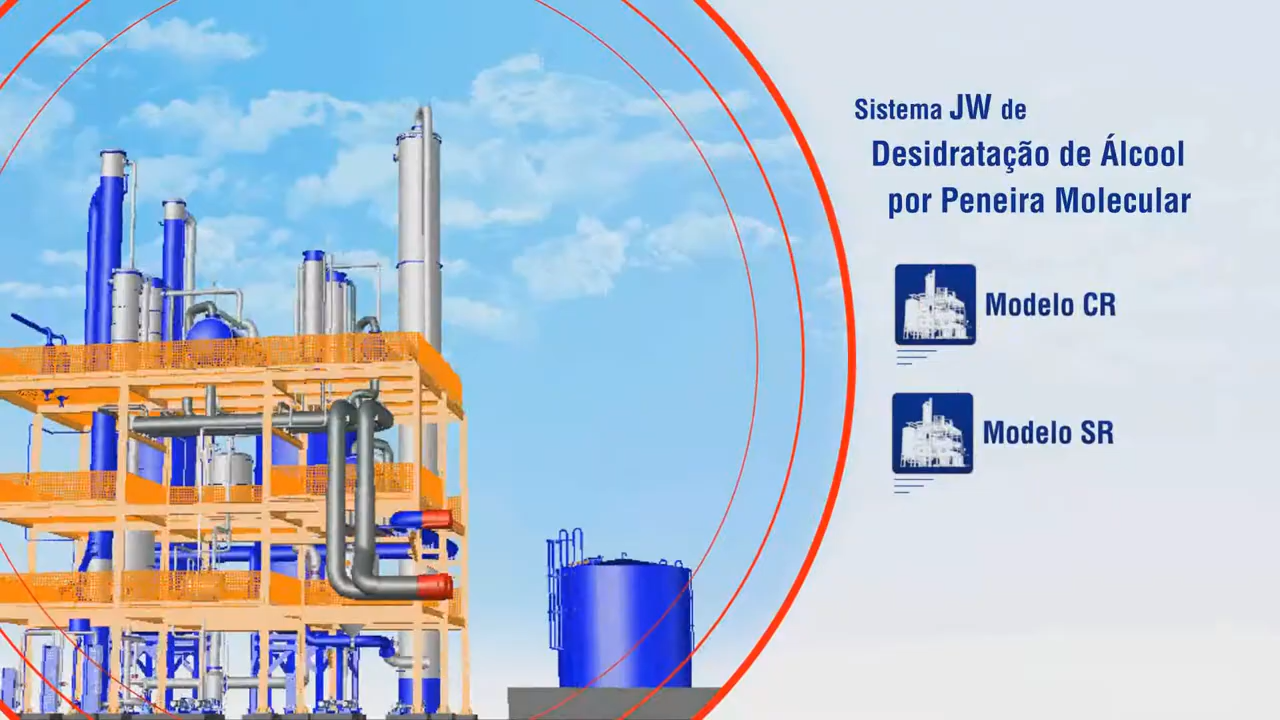 Sistema JW de
Desidratação de Álcool
por Peneira Molecular
Modelo CR
Modelo SR